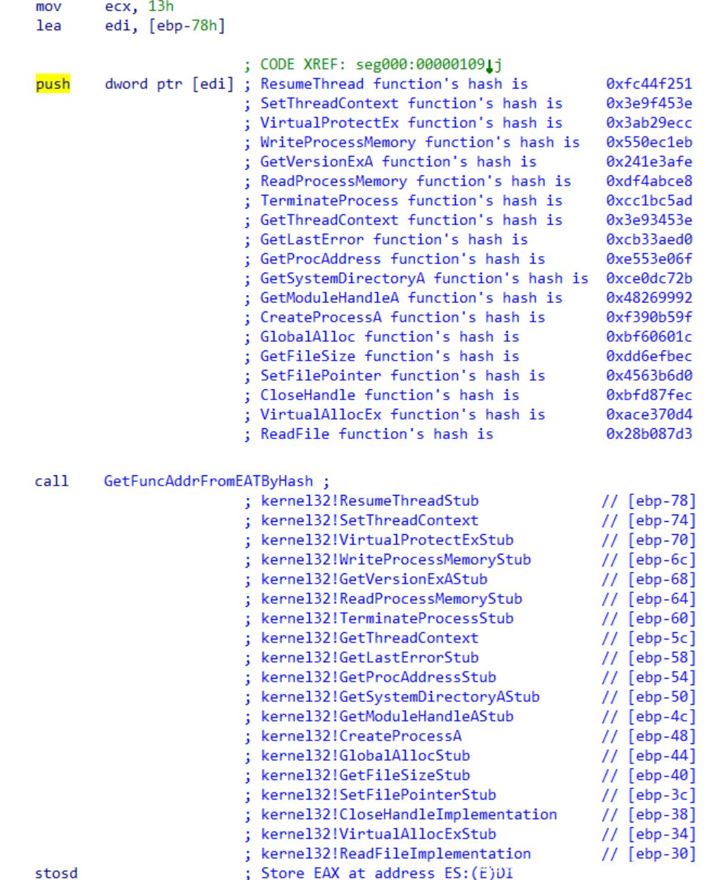 mov ecx, 13h
lea edi, [ebp-78h]
; CODE XREF: seg000:00000109↓j
push dword ptr [edi] ; ResumeThread function's hash is 0xfc44f251
; SetThreadContext function's hash is 0x3e9f453e
; VirtualProtectEx function's hash is 0x3ab29ecc
; WriteProcessMemory function's hash is 0x550ec1eb
; GetVersionExA function's hash is 0x241e3afe
; ReadProcessMemory function's hash is 0xdf4abce8
; TerminateProcess function's hash is 0xcc1bc5ad
; GetThreadContext function's hash is 0x3e93453e
; GetLastError function's hash is 0xcb33aed0
; GetProcAddress function's hash is 0xe553e06f
; GetSystemDirectoryA function's hash is 0xce0dc72b
; GetModuleHandleA function's hash is 0x48269992
; CreateProcessA function's hash is 0xf390b59f
; GlobalAlloc function's hash is 0xbf60601c
; GetFileSize function's hash is 0xdd6efbec
; SetFilePointer function's hash is 0x4563b6d0
; CloseHandle function's hash is 0xbfd87fec
; VirtualAllocEx function's hash is 0xace370d4
; ReadFile function's hash is 0x28b087d3
call GetFuncAddrFromEATByHash ;
; kernel32!ResumeThreadStub // [ebp-78]
; kernel32!SetThreadContext // [ebp-74]
; kernel32!VirtualProtectExStub // [ebp-70]
; kernel32!WriteProcessMemoryStub // [ebp-6c]
; kernel32!GetVersionExAStub // [ebp-68]
; kernel32!ReadProcessMemoryStub // [ebp-64]
; kernel32!TerminateProcessStub // [ebp-60]
; kernel32!GetThreadContext // [ebp-5c]
; kernel32!GetLastErrorStub // [ebp-58]
; kernel32!GetProcAddressStub // [ebp-54]
; kernel32!GetSystemDirectoryAStub // [ebp-50]
; kernel32!GetModuleHandleAStub // [ebp-4c]
; kernel32!CreateProcessA // [ebp-48]
; kernel32!GlobalAllocStub // [ebp-44]
; kernel32!GetFileSizeStub // [ebp-40]
; kernel32!SetFilePointerStub // [ebp-3c]
; kernel32!CloseHandleImplementation // [ebp-38]
; kernel32!VirtualAllocExStub // [ebp-34]
; kernel32!ReadFileImplementation // [ebp-30]
stosd ; Store EAX at address ES:(E)DI